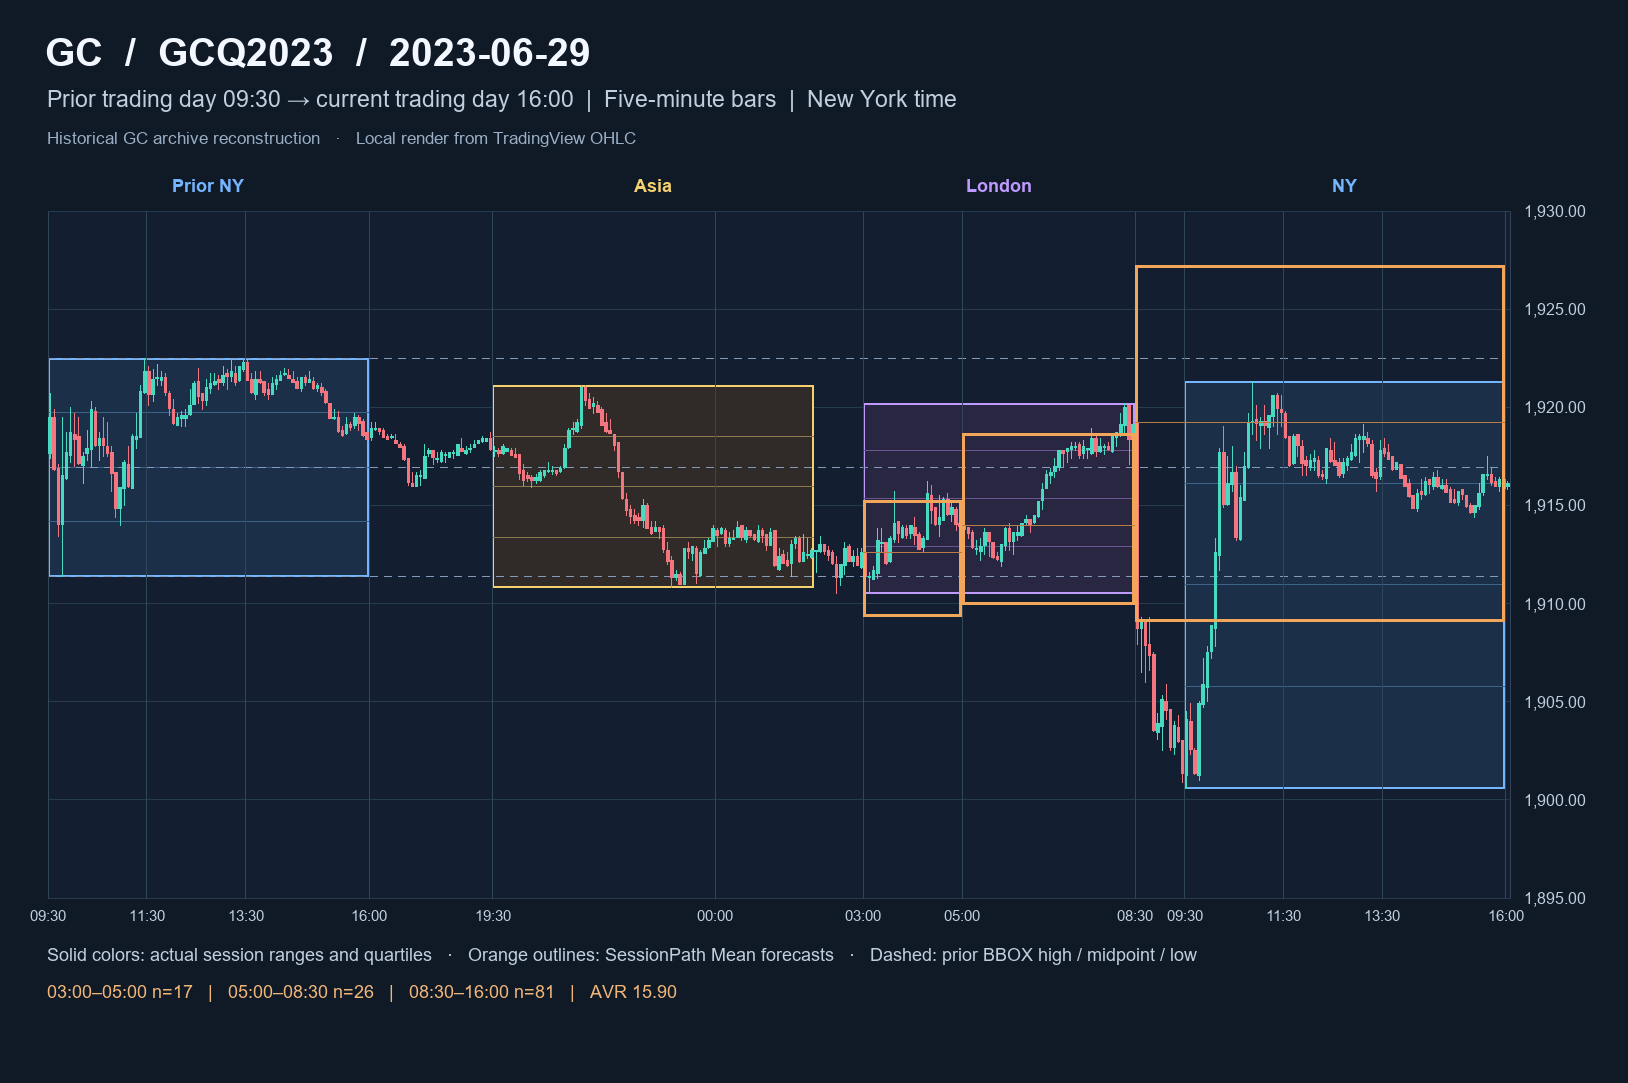 GC / GCQ2023 / 2023-06-29
Prior trading day 09:30 → current trading day 16:00 | Five-minute bars | New York time
Historical GC archive reconstruction · Local render from TradingView OHLC
Prior NY Asia London NY
1,930.00
1,925.00
1,920.00
1,915.00
1,910.00
1,905.00
1,900.00
1,895.00
09:30 11:30 13:30 16:00 19:30 00:00 03:00 05:00 08:30 09:30 11:30 13:30 16:00
Solid colors: actual session ranges and quartiles · Orange outlines: SessionPath Mean forecasts · Dashed: prior BBOX high / midpoint / low
03:00–05:00 n=17 | 05:00–08:30 n=26 | 08:30–16:00 n=81 | AVR 15.90